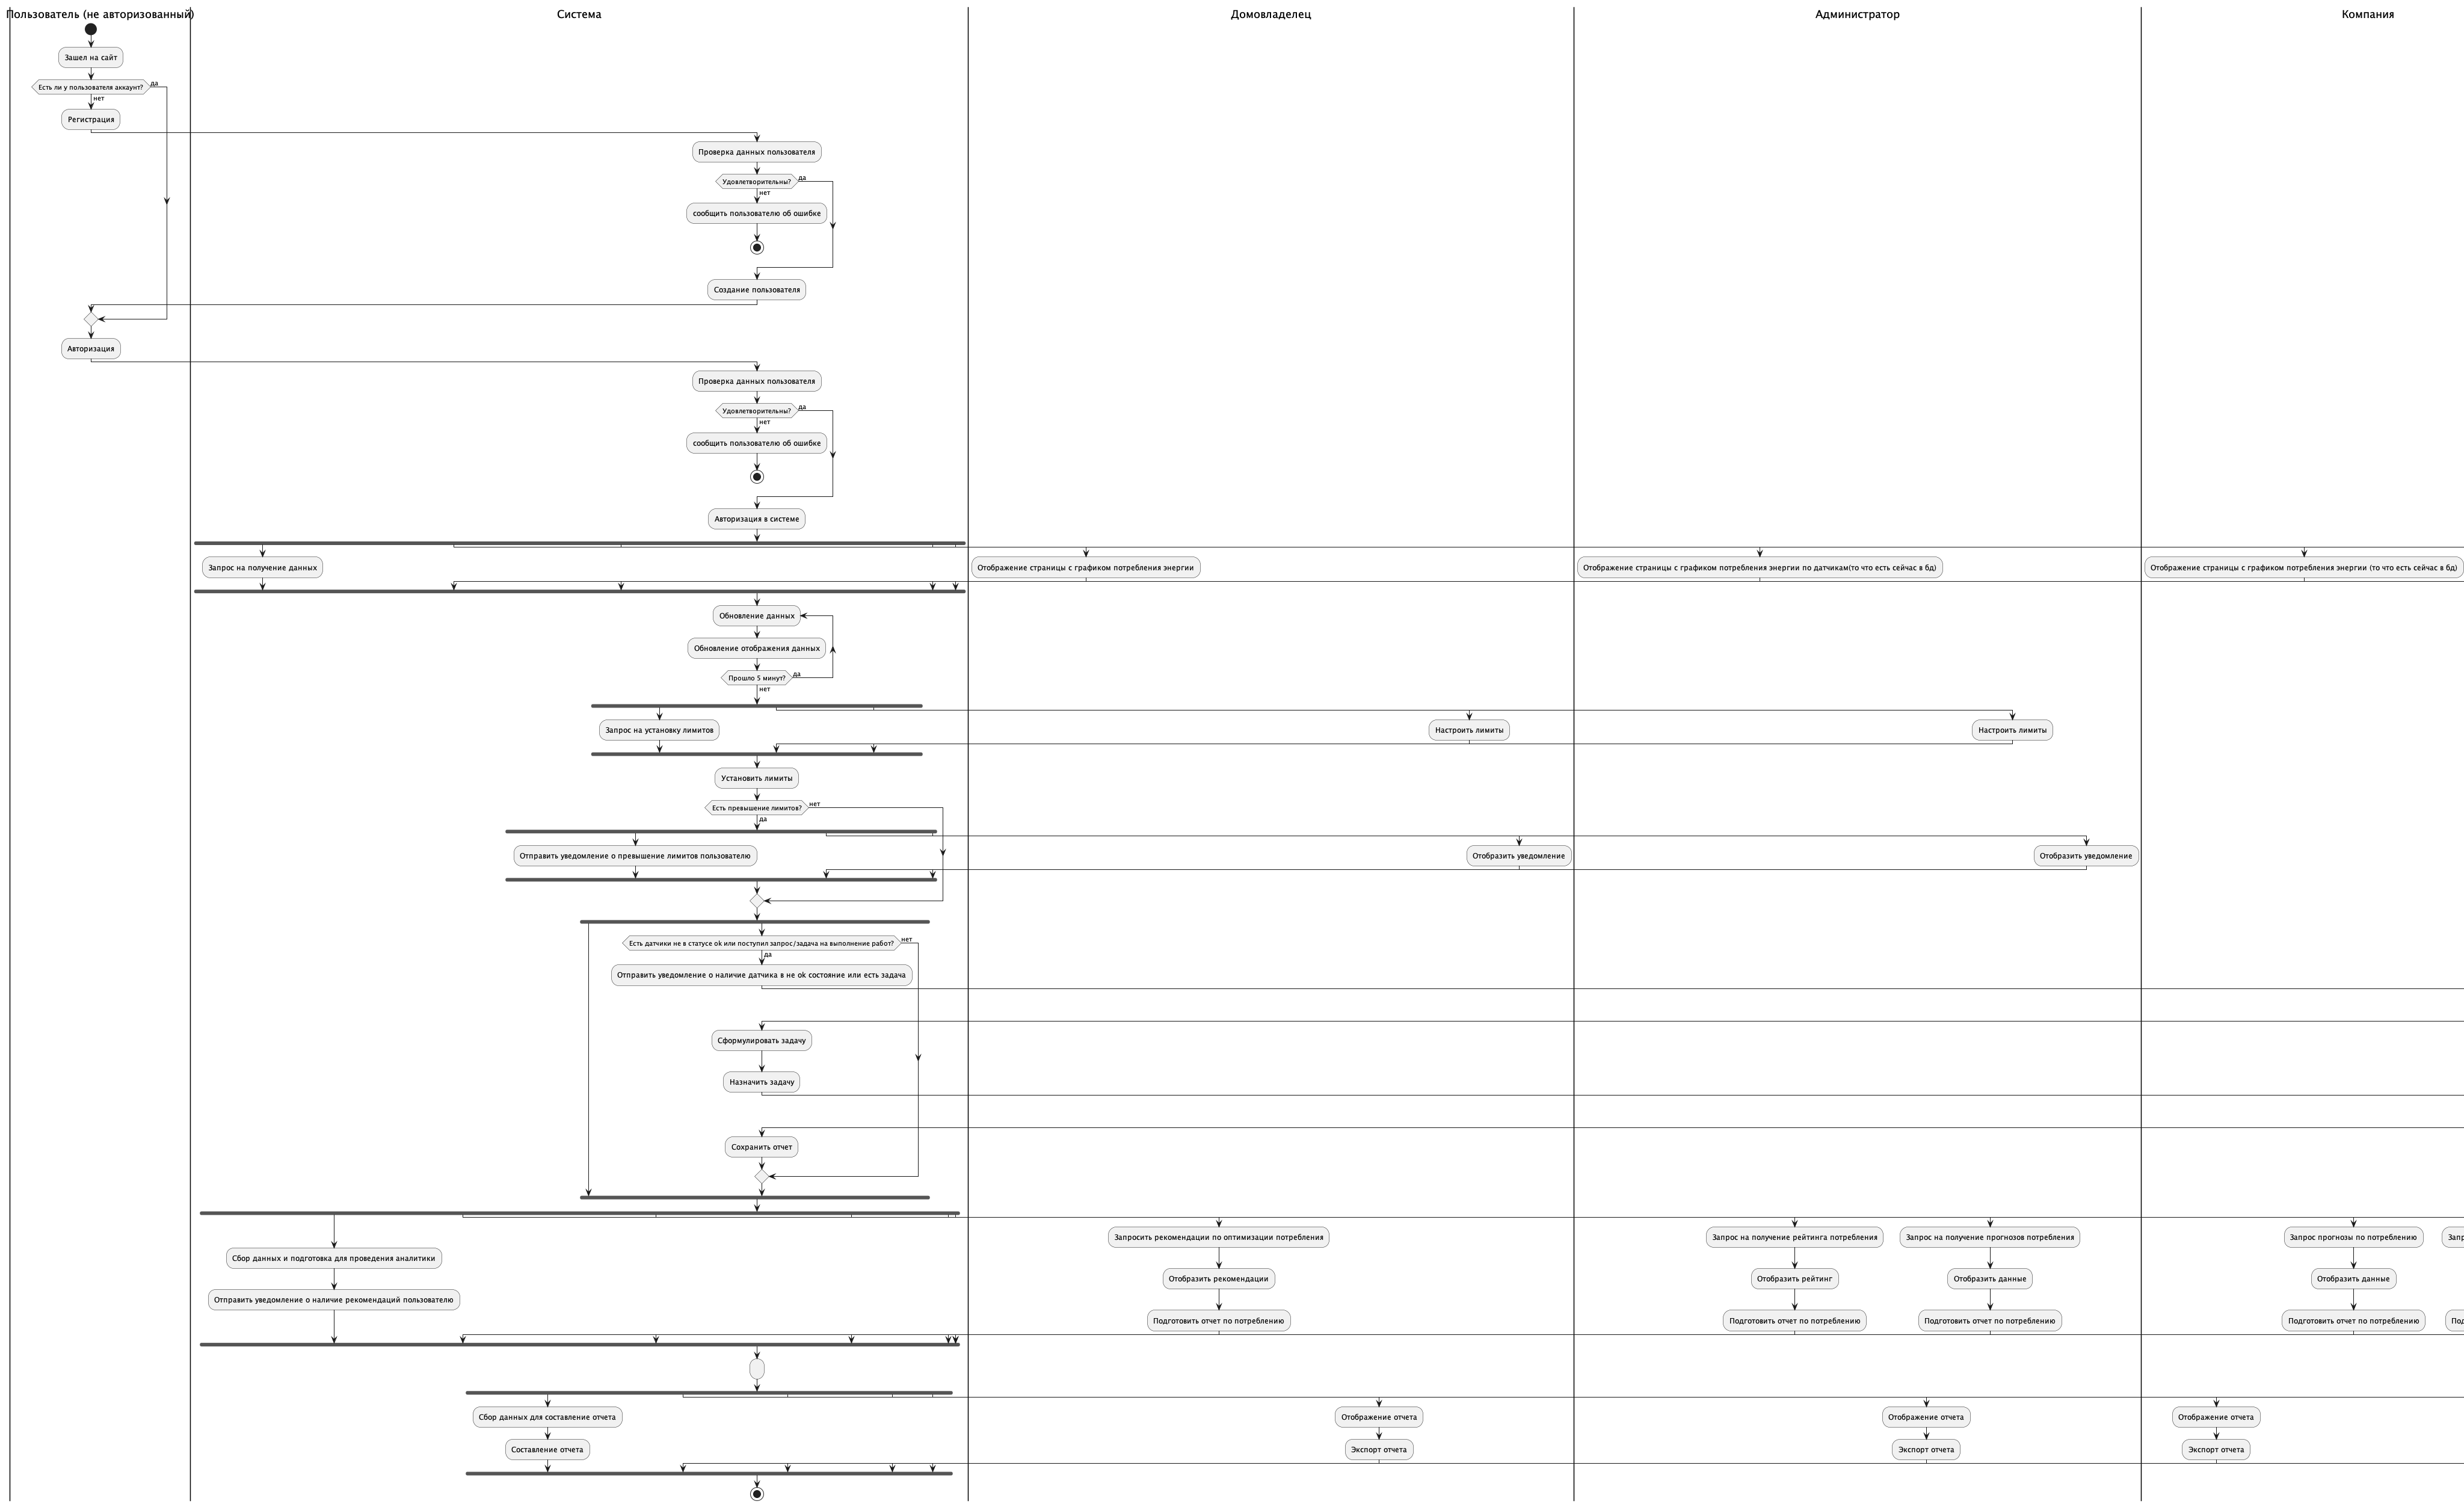 Пользователь (не авторизованный)
Система
Домовладелец
Администратор
Компания
Зашел на сайт
Есть ли у пользователя аккаунт?
да
нет
Регистрация
Проверка данных пользователя
Удовлетворительны?
да
нет
сообщить пользователю об ошибке
Создание пользователя
Авторизация
Проверка данных пользователя
Удовлетворительны?
да
нет
сообщить пользователю об ошибке
Авторизация в системе
Запрос на получение данных
Отображение страницы с графиком потребления энергии
Отображение страницы с графиком потребления энергии по датчикам(то что есть сейчас в бд)
Отображение страницы с графиком потребления энергии (то что есть сейчас в бд)
Обновление данных
Обновление отображения данных
Прошло 5 минут?
да
нет
Запрос на установку лимитов
Настроить лимиты
Настроить лимиты
Установить лимиты
Есть превышение лимитов?
нет
да
Отправить уведомление о превышение лимитов пользователю
Отобразить уведомление
Отобразить уведомление
Есть датчики не в статусе ok или поступил запрос/задача на выполнение работ?
нет
да
Отправить уведомление о наличие датчика в не ok состояние или есть задача
Сформулировать задачу
Назначить задачу
Сохранить отчет
Запросить рекомендации по оптимизации потребления
Запрос на получение рейтинга потребления
Запрос на получение прогнозов потребления
Запрос прогнозы по потреблению
Запр
Сбор данных и подготовка для проведения аналитики
Отобразить рекомендации
Отобразить рейтинг
Отобразить данные
Отобразить данные
Отправить уведомление о наличие рекомендаций пользователю
Подготовить отчет по потреблению
Подготовить отчет по потреблению
Подготовить отчет по потреблению
Подготовить отчет по потреблению
Под
Сбор данных для составление отчета
Отображение отчета
Отображение отчета
Отображение отчета
Составление отчета
Экспорт отчета
Экспорт отчета
Экспорт отчета